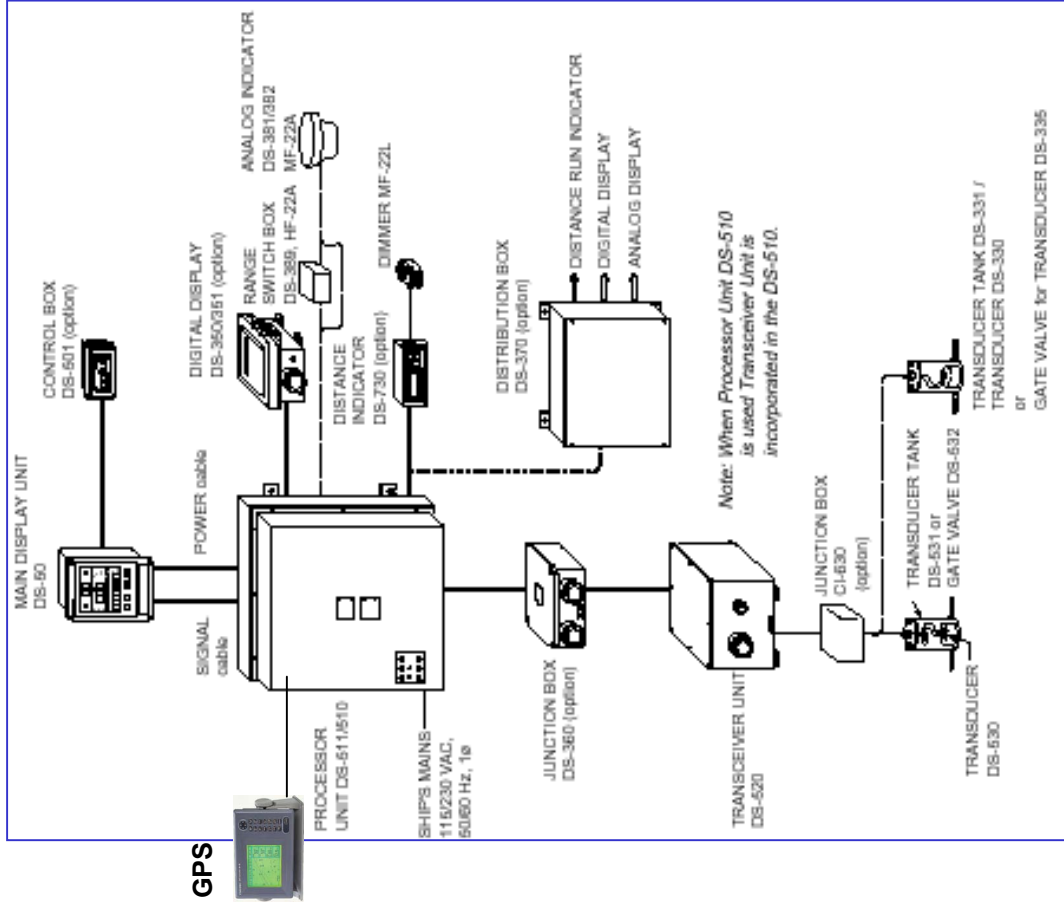 GPS
MAIN DISPLAY UNIT
DS-50
CONTROL BOX
DS-501 (option)
SIGNAL
cable
POWER cable
DIGITAL DISPLAY
DS-350/351 (option)
RANGE
SWITCH BOX
DS-389, HF-22A
ANALOG INDICATOR
DS-381/382
MF-22A
PROCESSOR
UNIT DS-511/510
DISTANCE
INDICATOR
DS-730 (option)
DIMMER MF-22L
SHIP'S MAINS
115/230 VAC,
50/60 Hz, 1ø
DISTRIBUTION BOX
DS-370 (option)
DISTANCE RUN INDICATOR
DIGITAL DISPLAY
ANALOG DISPLAY
JUNCTION BOX
DS-360 (option)
Note: When Processor Unit DS-510
is used Transceiver Unit is
incorporated in the DS-510.
TRANSCEIVER UNIT
DS-520
JUNCTION BOX
CI-630
(option)
TRANSDUCER TANK
DS-531 or
GATE VALVE DS-532
TRANSDUCER
DS-530
TRANSDUCER TANK DS-331 /
TRANSDUCER DS-330
or
GATE VALVE for TRANSDUCER DS-335